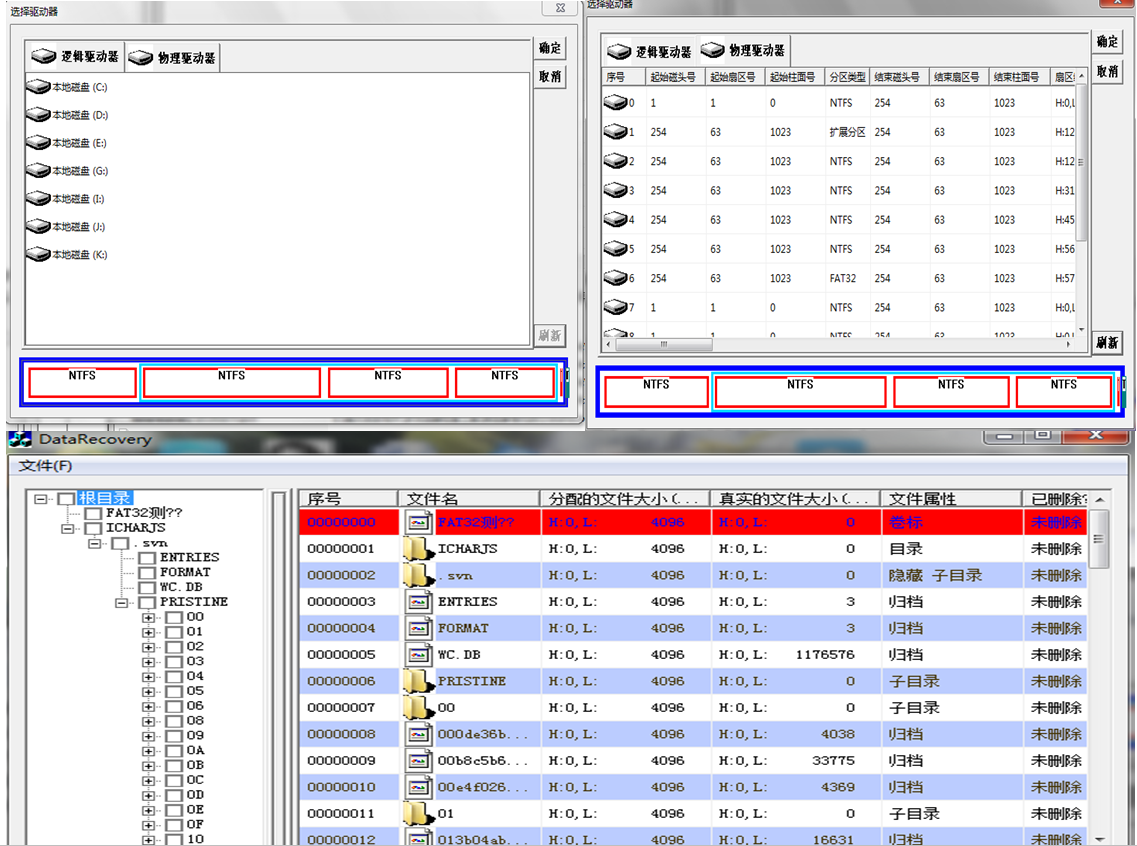 选择驱动器
逻辑驱动器 物理驱动器
确定
取消
本地磁盘 (C:)
本地磁盘 (D:)
本地磁盘 (E:)
本地磁盘 (G:)
本地磁盘 (I:)
本地磁盘 (J:)
本地磁盘 (K:)
刷新
NTFS NTFS NTFS NTFS
选择驱动器
逻辑驱动器 物理驱动器
确定
取消
序号 起始磁头号 起始扇区号 起始柱面号 分区类型 结束磁头号 结束扇区号 结束柱面号
0 1 1 0 NTFS 254 63 1023 H:0,L
1 254 63 1023 扩展分区 254 63 1023 H:12
2 254 63 1023 NTFS 254 63 1023 H:12
3 254 63 1023 NTFS 254 63 1023 H:31
4 254 63 1023 NTFS 254 63 1023 H:45
5 254 63 1023 NTFS 254 63 1023 H:56
6 254 63 1023 FAT32 254 63 1023 H:57
7 1 1 0 NTFS 254 63 1023 H:0,L
8 1 1 0 NTFS 254 63 1023 H:0,L
刷新
NTFS NTFS NTFS NTFS
DataRecovery
文件(F)
根目录
FAT32测??
ICHARJS
.svn
ENTRIES
FORMAT
WC.DB
PRISTINE
00
01
02
03
04
05
06
08
09
0A
0B
0C
0D
0E
0F
10
序号 文件名 分配的文件大小(... 真实的文件大小(... 文件属性 已删除?
00000000 FAT32测?? H:0,L: 4096 H:0,L: 0 卷标 未删除
00000001 ICHARJS H:0,L: 4096 H:0,L: 0 目录 未删除
00000002 .svn H:0,L: 4096 H:0,L: 0 隐藏 子目录 未删除
00000003 ENTRIES H:0,L: 4096 H:0,L: 3 归档 未删除
00000004 FORMAT H:0,L: 4096 H:0,L: 3 归档 未删除
00000005 WC.DB H:0,L: 4096 H:0,L: 1176576 归档 未删除
00000006 PRISTINE H:0,L: 4096 H:0,L: 0 子目录 未删除
00000007 00 H:0,L: 4096 H:0,L: 0 子目录 未删除
00000008 000de36b... H:0,L: 4096 H:0,L: 4038 归档 未删除
00000009 00b8c5b6... H:0,L: 4096 H:0,L: 33775 归档 未删除
00000010 00e4f026... H:0,L: 4096 H:0,L: 4369 归档 未删除
00000011 01 H:0,L: 4096 H:0,L: 0 子目录 未删除
00000012 013b04ab... H:0,L: 4096 H:0,L: 16631 归档 未删除